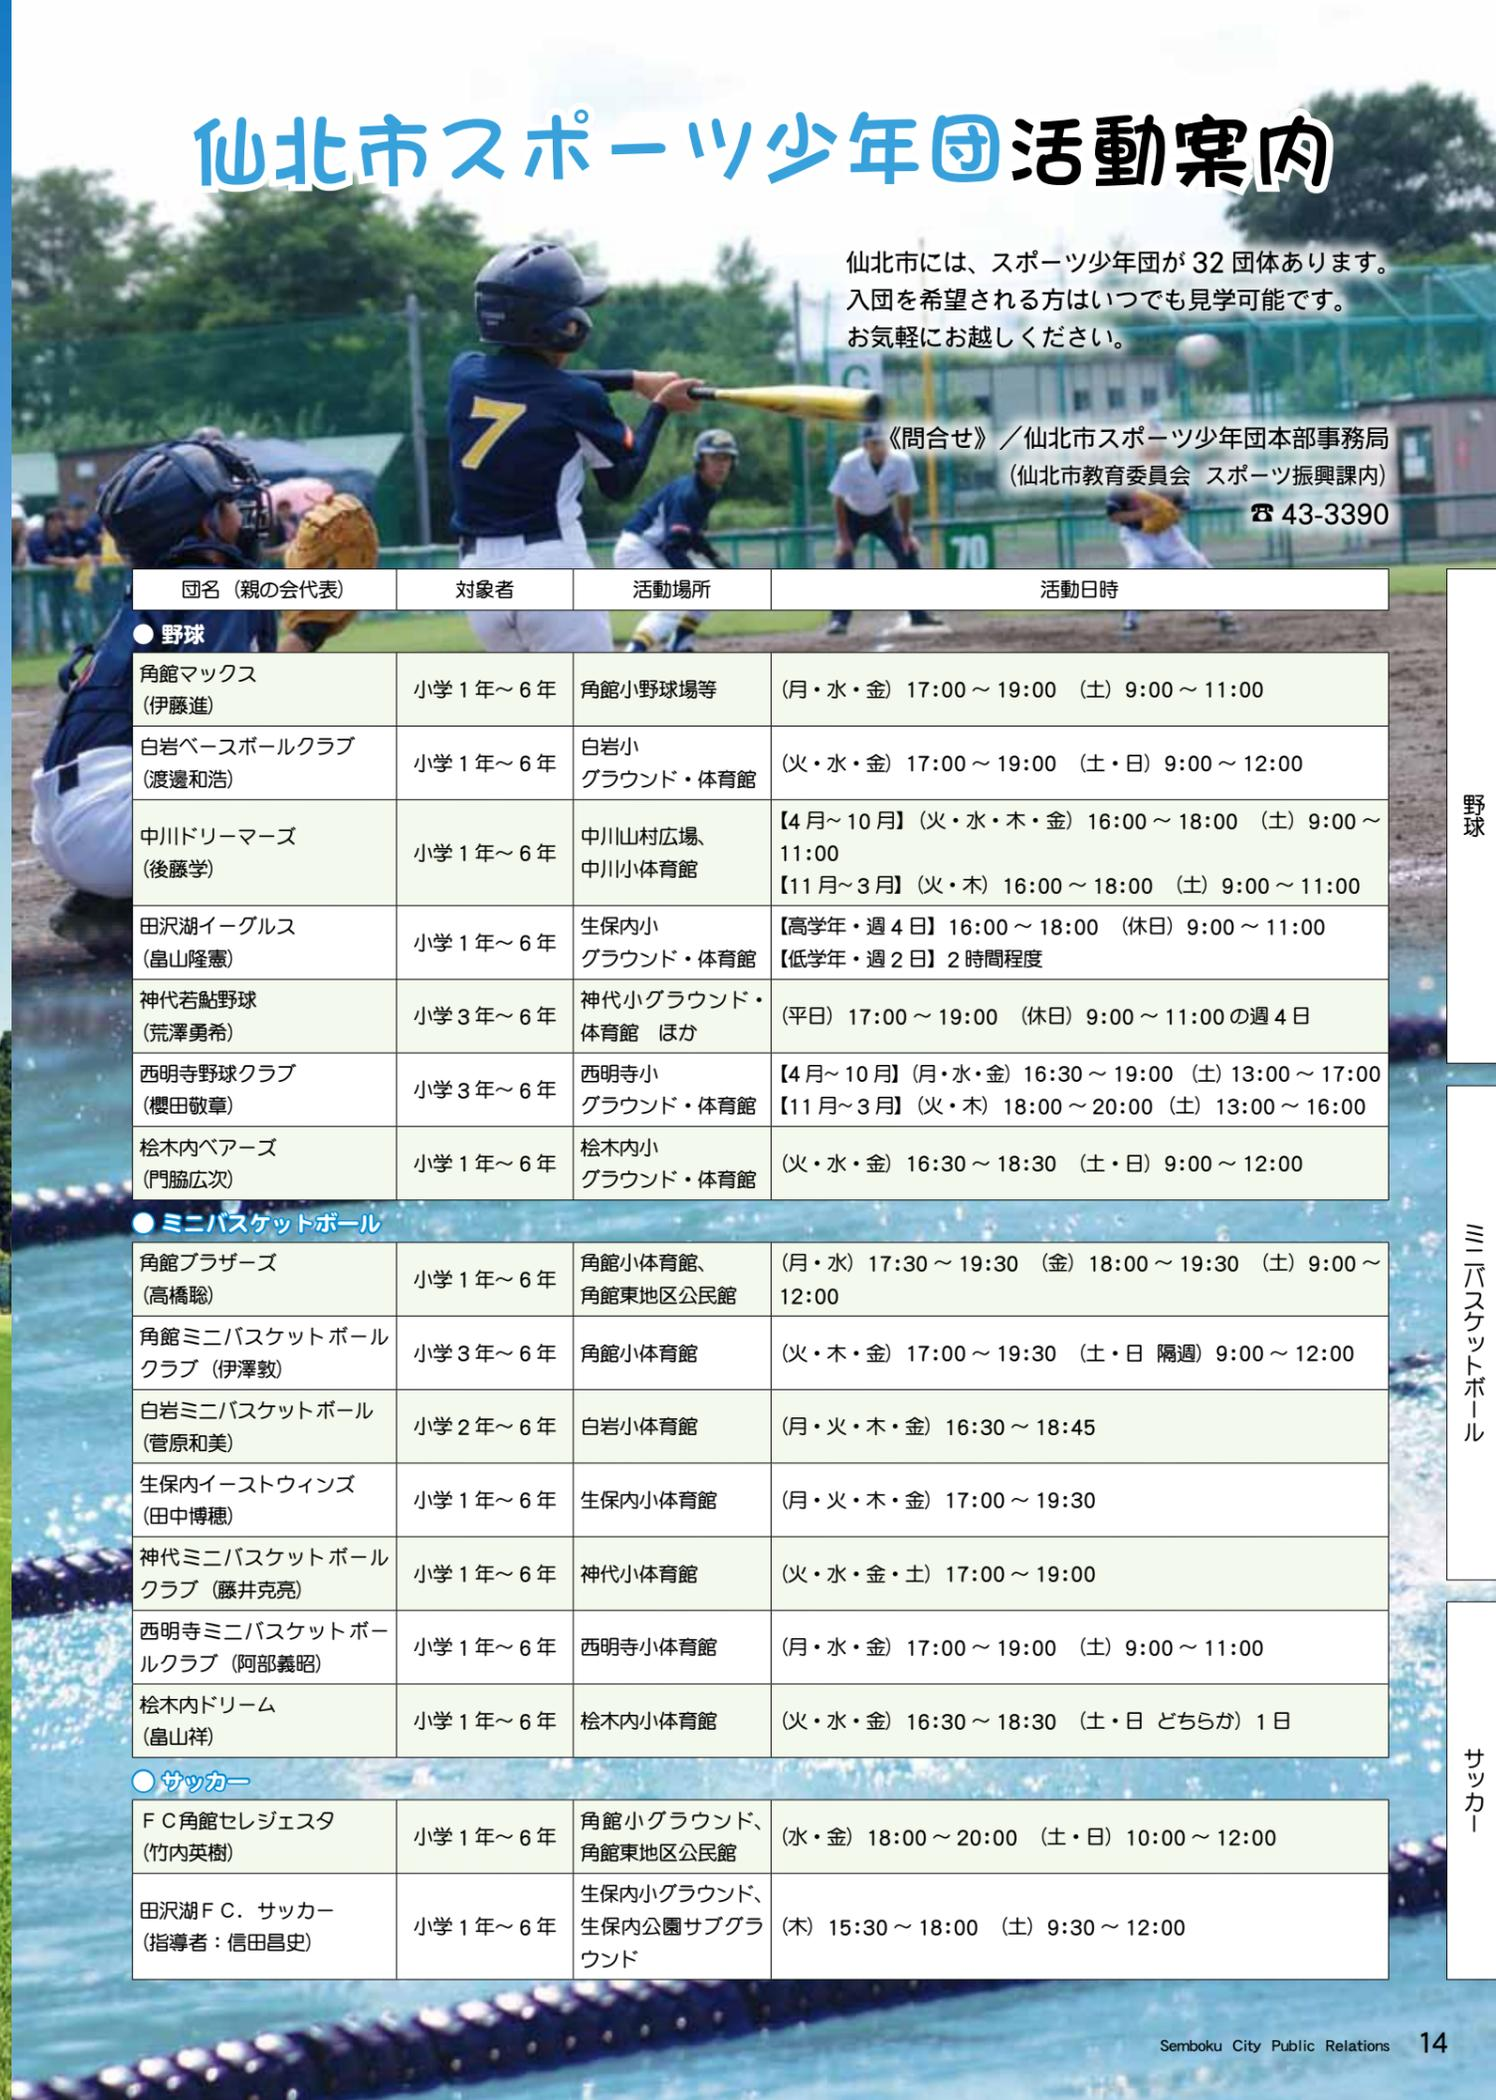 仙北市スポーツ少年団活動案内
仙北市には、スポーツ少年団が 32 団体あります。
入団を希望される方はいつでも見学可能です。
お気軽にお越しください。
《問合せ》／仙北市スポーツ少年団本部事務局
（仙北市教育委員会 スポーツ振興課内）
☎ 43-3390
C
7
70
団名（親の会代表） 対象者 活動場所 活動日時
● 野球
角館マックス
（伊藤進）
小学１年～６年
角館小野球場等
（月・水・金）17:00 ～ 19:00 （土）9:00 ～ 11:00
白岩ベースボールクラブ
（渡邊和浩）
小学１年～６年
白岩小
グラウンド・体育館
（火・水・金）17:00 ～ 19:00 （土・日）9:00 ～ 12:00
中川ドリーマーズ
（後藤学）
小学１年～６年
中川山村広場、
中川小体育館
【4 月～ 10 月】（火・水・木・金）16:00 ～ 18:00 （土）9:00 ～
11:00
【11 月～ 3 月】（火・木）16:00 ～ 18:00 （土）9:00 ～ 11:00
田沢湖イーグルス
（畠山隆憲）
小学１年～６年
生保内小
グラウンド・体育館
【高学年・週 4 日】16:00 ～ 18:00 （休日）9:00 ～ 11:00
【低学年・週 2 日】2 時間程度
神代若鮎野球
（荒澤勇希）
小学３年～６年
神代小グラウンド・
体育館　ほか
（平日）17:00 ～ 19:00 （休日）9:00 ～ 11:00 の週 4 日
西明寺野球クラブ
（櫻田敬章）
小学３年～６年
西明寺小
グラウンド・体育館
【4 月～ 10 月】（月・水・金）16:30 ～ 19:00 （土）13:00 ～ 17:00
【11 月～ 3 月】（火・木）18:00 ～ 20:00 （土）13:00 ～ 16:00
桧木内ベアーズ
（門脇広次）
小学１年～６年
桧木内小
グラウンド・体育館
（火・水・金）16:30 ～ 18:30 （土・日）9:00 ～ 12:00
● ミニバスケットボール
角館ブラザーズ
（高橋聡）
小学１年～６年
角館小体育館、
角館東地区公民館
（月・水）17:30 ～ 19:30 （金）18:00 ～ 19:30 （土）9:00 ～
12:00
角館ミニバスケットボール
クラブ（伊澤敦）
小学３年～６年
角館小体育館
（火・木・金）17:00 ～ 19:30 （土・日 隔週）9:00 ～ 12:00
白岩ミニバスケットボール
（菅原和美）
小学２年～６年
白岩小体育館
（月・火・木・金）16:30 ～ 18:45
生保内イーストウィンズ
（田中博穂）
小学１年～６年
生保内小体育館
（月・火・木・金）17:00 ～ 19:30
神代ミニバスケットボール
クラブ（藤井克亮）
小学１年～６年
神代小体育館
（火・水・金・土）17:00 ～ 19:00
西明寺ミニバスケットボー
ルクラブ（阿部義昭）
小学１年～６年
西明寺小体育館
（月・水・金）17:00 ～ 19:00 （土）9:00 ～ 11:00
桧木内ドリーム
（畠山祥）
小学１年～６年
桧木内小体育館
（火・水・金）16:30 ～ 18:30 （土・日 どちらか）1 日
● サッカー
ＦＣ角館セレジェスタ
（竹内英樹）
小学１年～６年
角館小グラウンド、
角館東地区公民館
（水・金）18:00 ～ 20:00 （土・日）10:00 ～ 12:00
田沢湖ＦＣ．サッカー
（指導者：信田昌史）
小学１年～６年
生保内小グラウンド、
生保内公園サブグラ
ウンド
（木）15:30 ～ 18:00 （土）9:30 ～ 12:00
野球
ミニバスケットボール
サッカー
Semboku City Public Relations 14